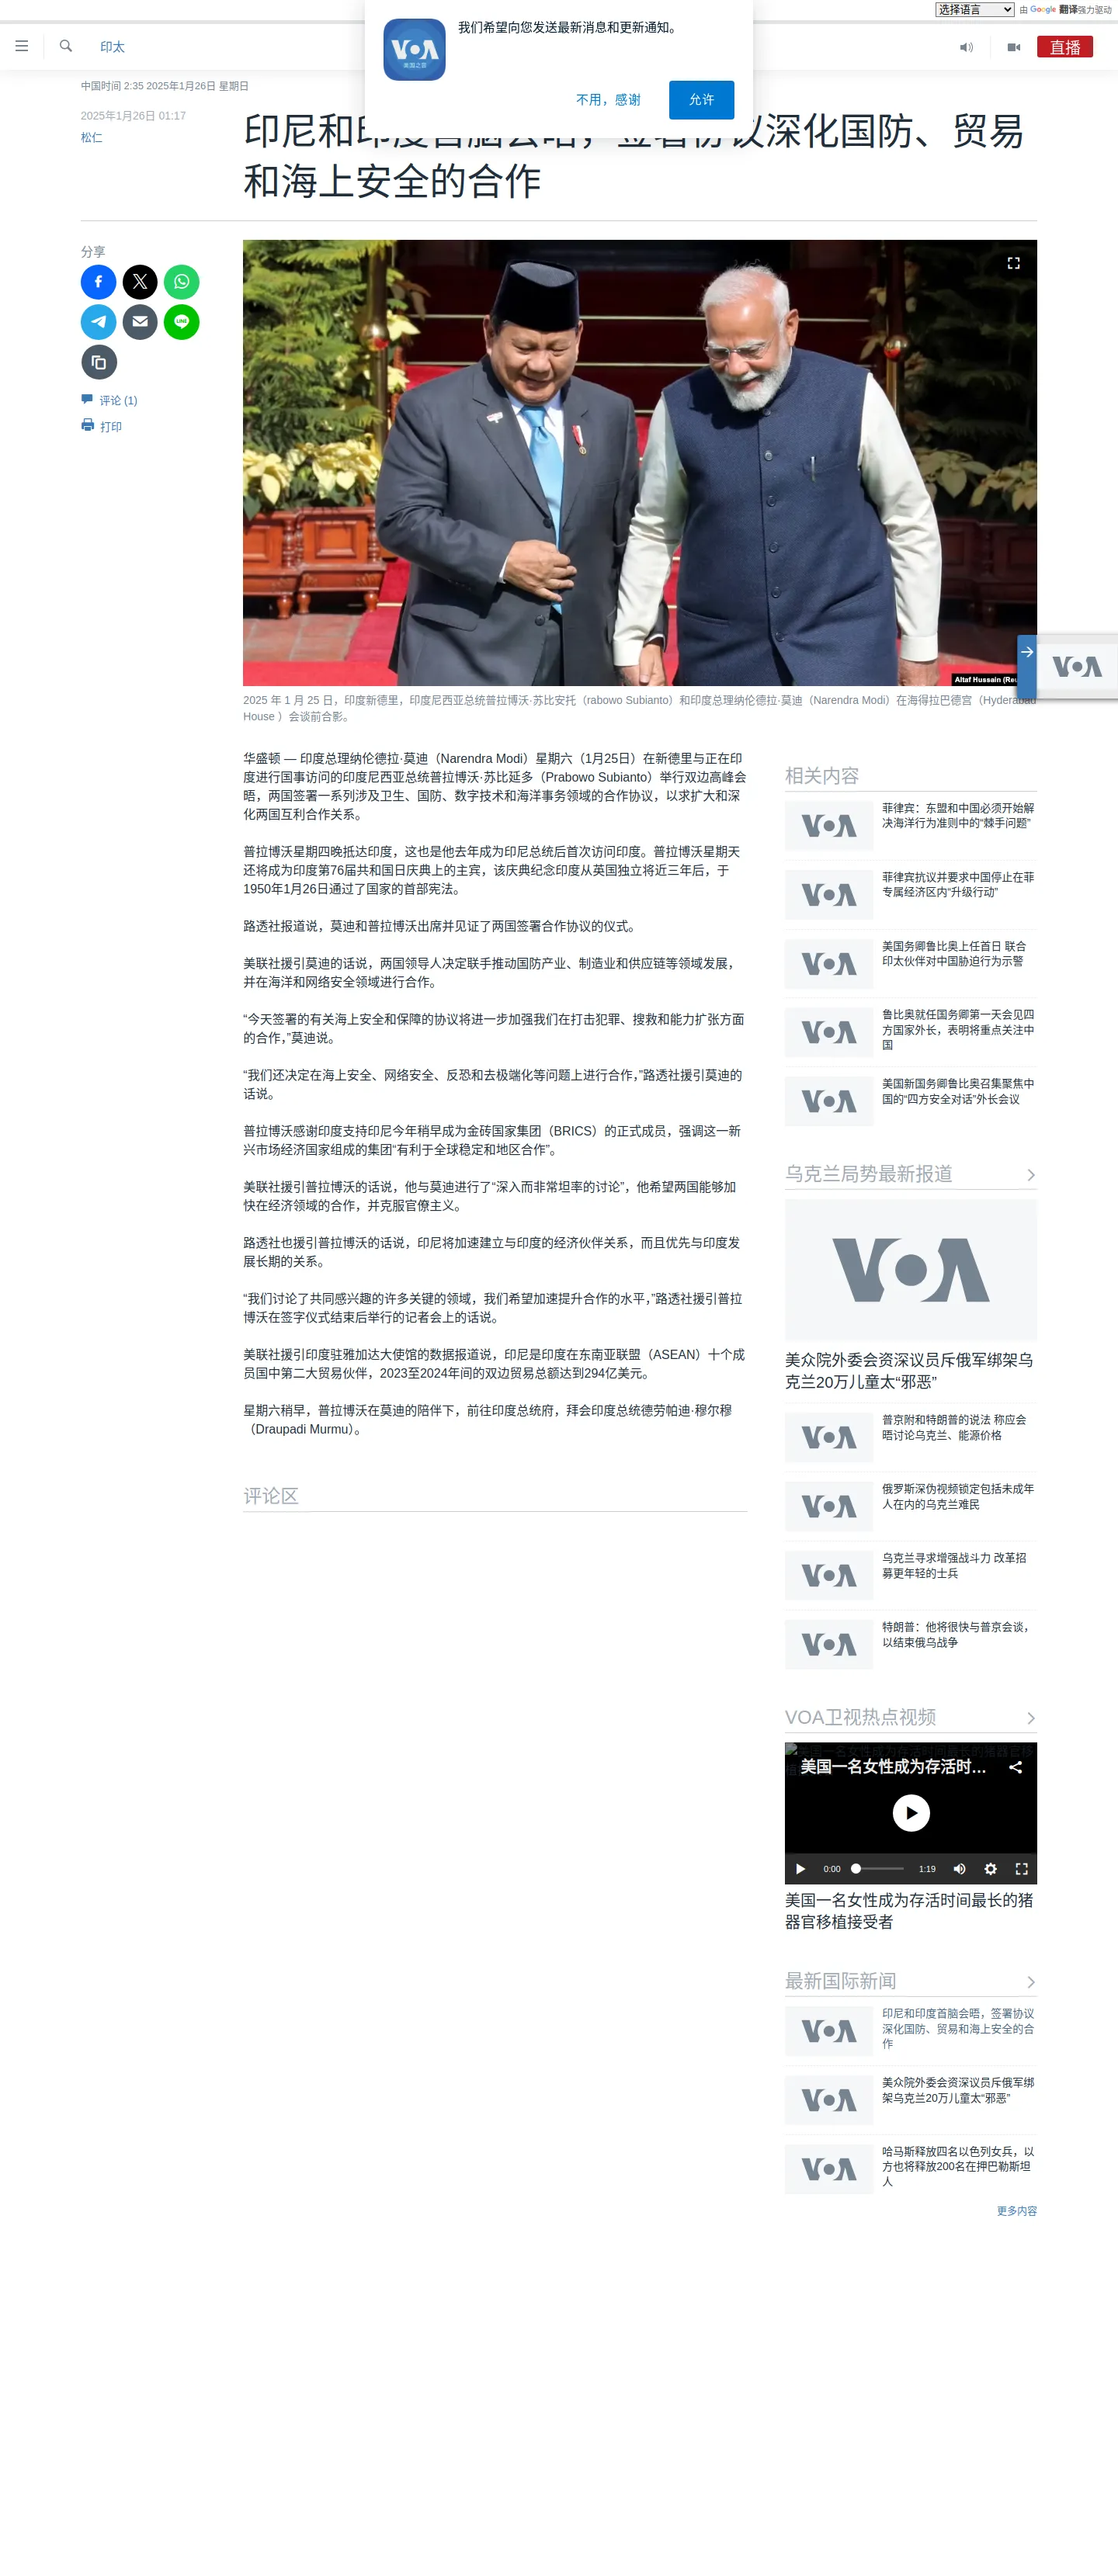 选择语言
由 Google 翻译强力驱动
我们希望向您发送最新消息和更新通知。
VOA
美国之音
不用，感谢
允许
印太
直播
中国时间 2:35 2025年1月26日 星期日
2025年1月26日 01:17
松仁
印尼和印度首脑会晤，签署协议深化国防、贸易
和海上安全的合作
分享
LINE
评论 (1)
打印
Altaf Hussain (Reu
VOA
2025 年 1 月 25 日，印度新德里，印度尼西亚总统普拉博沃·苏比安托（rabowo Subianto）和印度总理纳伦德拉·莫迪（Narendra Modi）在海得拉巴德宫（Hyderabad
House ）会谈前合影。
华盛顿 — 印度总理纳伦德拉·莫迪（Narendra Modi）星期六（1月25日）在新德里与正在印
度进行国事访问的印度尼西亚总统普拉博沃·苏比延多（Prabowo Subianto）举行双边高峰会
晤，两国签署一系列涉及卫生、国防、数字技术和海洋事务领域的合作协议，以求扩大和深
化两国互利合作关系。
普拉博沃星期四晚抵达印度，这也是他去年成为印尼总统后首次访问印度。普拉博沃星期天
还将成为印度第76届共和国日庆典上的主宾，该庆典纪念印度从英国独立将近三年后，于
1950年1月26日通过了国家的首部宪法。
路透社报道说，莫迪和普拉博沃出席并见证了两国签署合作协议的仪式。
美联社援引莫迪的话说，两国领导人决定联手推动国防产业、制造业和供应链等领域发展，
并在海洋和网络安全领域进行合作。
“今天签署的有关海上安全和保障的协议将进一步加强我们在打击犯罪、搜救和能力扩张方面
的合作，”莫迪说。
“我们还决定在海上安全、网络安全、反恐和去极端化等问题上进行合作，”路透社援引莫迪的
话说。
普拉博沃感谢印度支持印尼今年稍早成为金砖国家集团（BRICS）的正式成员，强调这一新
兴市场经济国家组成的集团“有利于全球稳定和地区合作”。
美联社援引普拉博沃的话说，他与莫迪进行了“深入而非常坦率的讨论”，他希望两国能够加
快在经济领域的合作，并克服官僚主义。
路透社也援引普拉博沃的话说，印尼将加速建立与印度的经济伙伴关系，而且优先与印度发
展长期的关系。
“我们讨论了共同感兴趣的许多关键的领域，我们希望加速提升合作的水平，”路透社援引普拉
博沃在签字仪式结束后举行的记者会上的话说。
美联社援引印度驻雅加达大使馆的数据报道说，印尼是印度在东南亚联盟（ASEAN）十个成
员国中第二大贸易伙伴，2023至2024年间的双边贸易总额达到294亿美元。
星期六稍早，普拉博沃在莫迪的陪伴下，前往印度总统府，拜会印度总统德劳帕迪·穆尔穆
（Draupadi Murmu）。
评论区
相关内容
VOA
菲律宾：东盟和中国必须开始解
决海洋行为准则中的“棘手问题”
VOA
菲律宾抗议并要求中国停止在菲
专属经济区内“升级行动”
VOA
美国务卿鲁比奥上任首日 联合
印太伙伴对中国胁迫行为示警
VOA
鲁比奥就任国务卿第一天会见四
方国家外长，表明将重点关注中
国
VOA
美国新国务卿鲁比奥召集聚焦中
国的“四方安全对话”外长会议
乌克兰局势最新报道
VOA
美众院外委会资深议员斥俄军绑架乌
克兰20万儿童太“邪恶”
VOA
普京附和特朗普的说法 称应会
晤讨论乌克兰、能源价格
VOA
俄罗斯深伪视频锁定包括未成年
人在内的乌克兰难民
VOA
乌克兰寻求增强战斗力 改革招
募更年轻的士兵
VOA
特朗普：他将很快与普京会谈，
以结束俄乌战争
VOA卫视热点视频
美国一名女性成为存活时间最长的猪器官移
植
美国一名女性成为存活时…
0:00
1:19
美国一名女性成为存活时间最长的猪
器官移植接受者
最新国际新闻
VOA
印尼和印度首脑会晤，签署协议
深化国防、贸易和海上安全的合
作
VOA
美众院外委会资深议员斥俄军绑
架乌克兰20万儿童太“邪恶”
VOA
哈马斯释放四名以色列女兵，以
方也将释放200名在押巴勒斯坦
人
更多内容